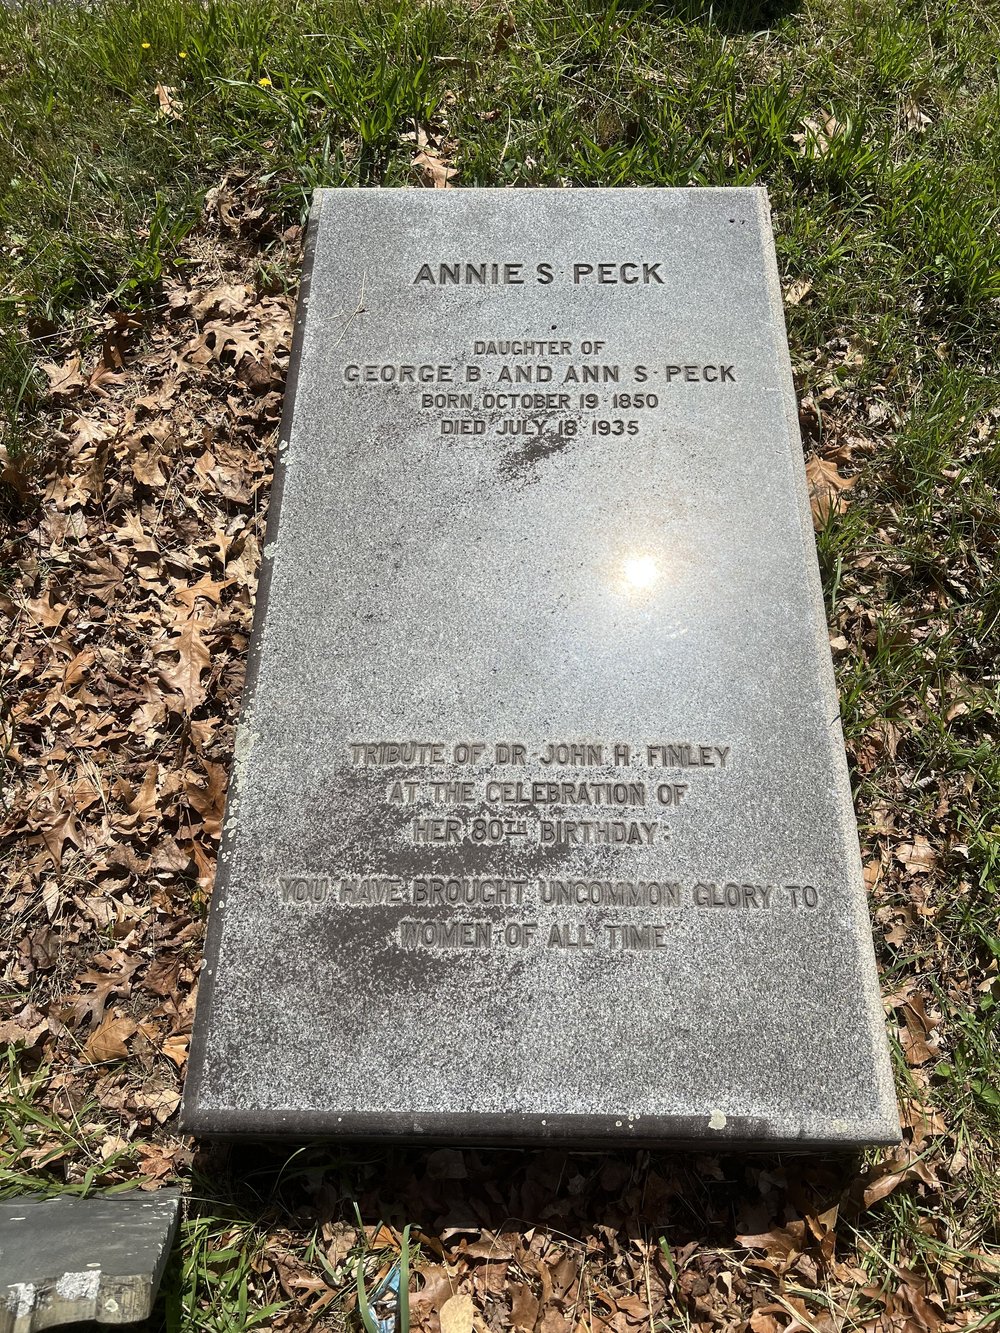 ANNIE S · PECK
DAUGHTER OF
GEORGE B · AND ANN S · PECK
BORN, OCTOBER 19 · 1850
DIED JULY, 18 · 1935
TRIBUTE OF DR · JOHN H · FINLEY
AT THE CELEBRATION OF
HER 80TH BIRTHDAY:
YOU HAVE BROUGHT UNCOMMON GLORY TO
WOMEN OF ALL TIME"